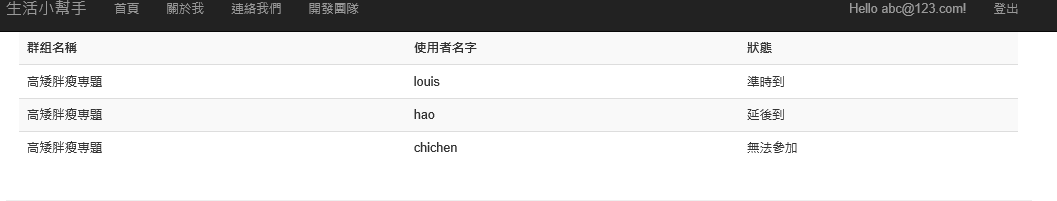 生活小幫手 首頁 關於我 連絡我們 開發團隊 Hello abc@123.com! 登出
群組名稱 使用者名字 狀態
高矮胖瘦專題 louis 準時到
高矮胖瘦專題 hao 延後到
高矮胖瘦專題 chichen 無法參加